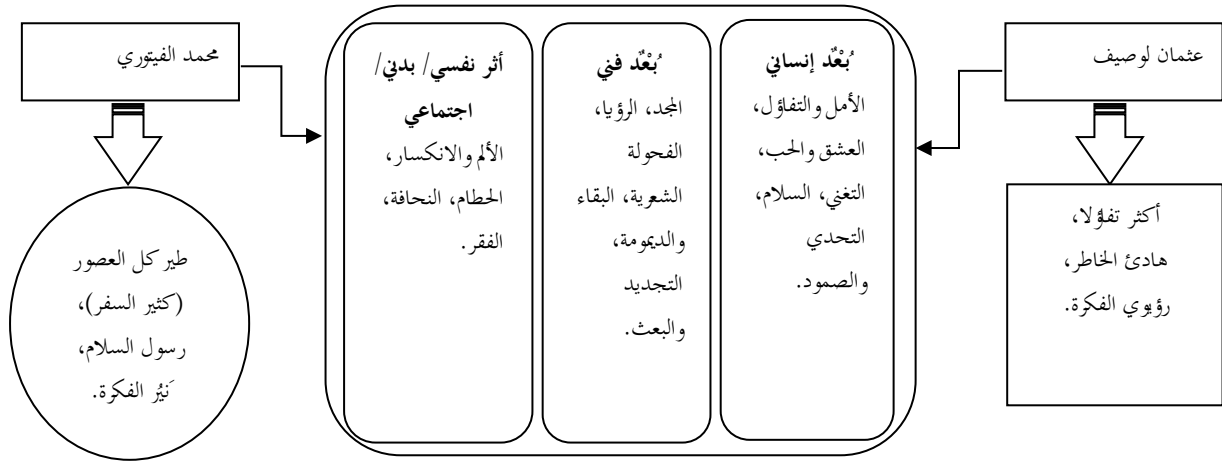 عثمان لوصيف
أكثر تفاؤلا،
هادئ الخاطر،
رؤيوي الفكرة.
بُعْدٌ إنساني
الأمل والتفاؤل،
العشق والحب،
التغني، السلام،
التحدي
والصمود.
بُعْدٌ فني
المجد، الرؤيا،
الفحولة
الشعرية، البقاء
والديمومة،
التجديد
والبعث.
أثر نفسي/ بدني/
اجتماعي
الألم والانكسار،
الحطام، النحافة،
الفقر.
محمد الفيتوري
طير كل العصور
(كثير السفر)،
رسول السلام،
نَيّرُ الفكرة.